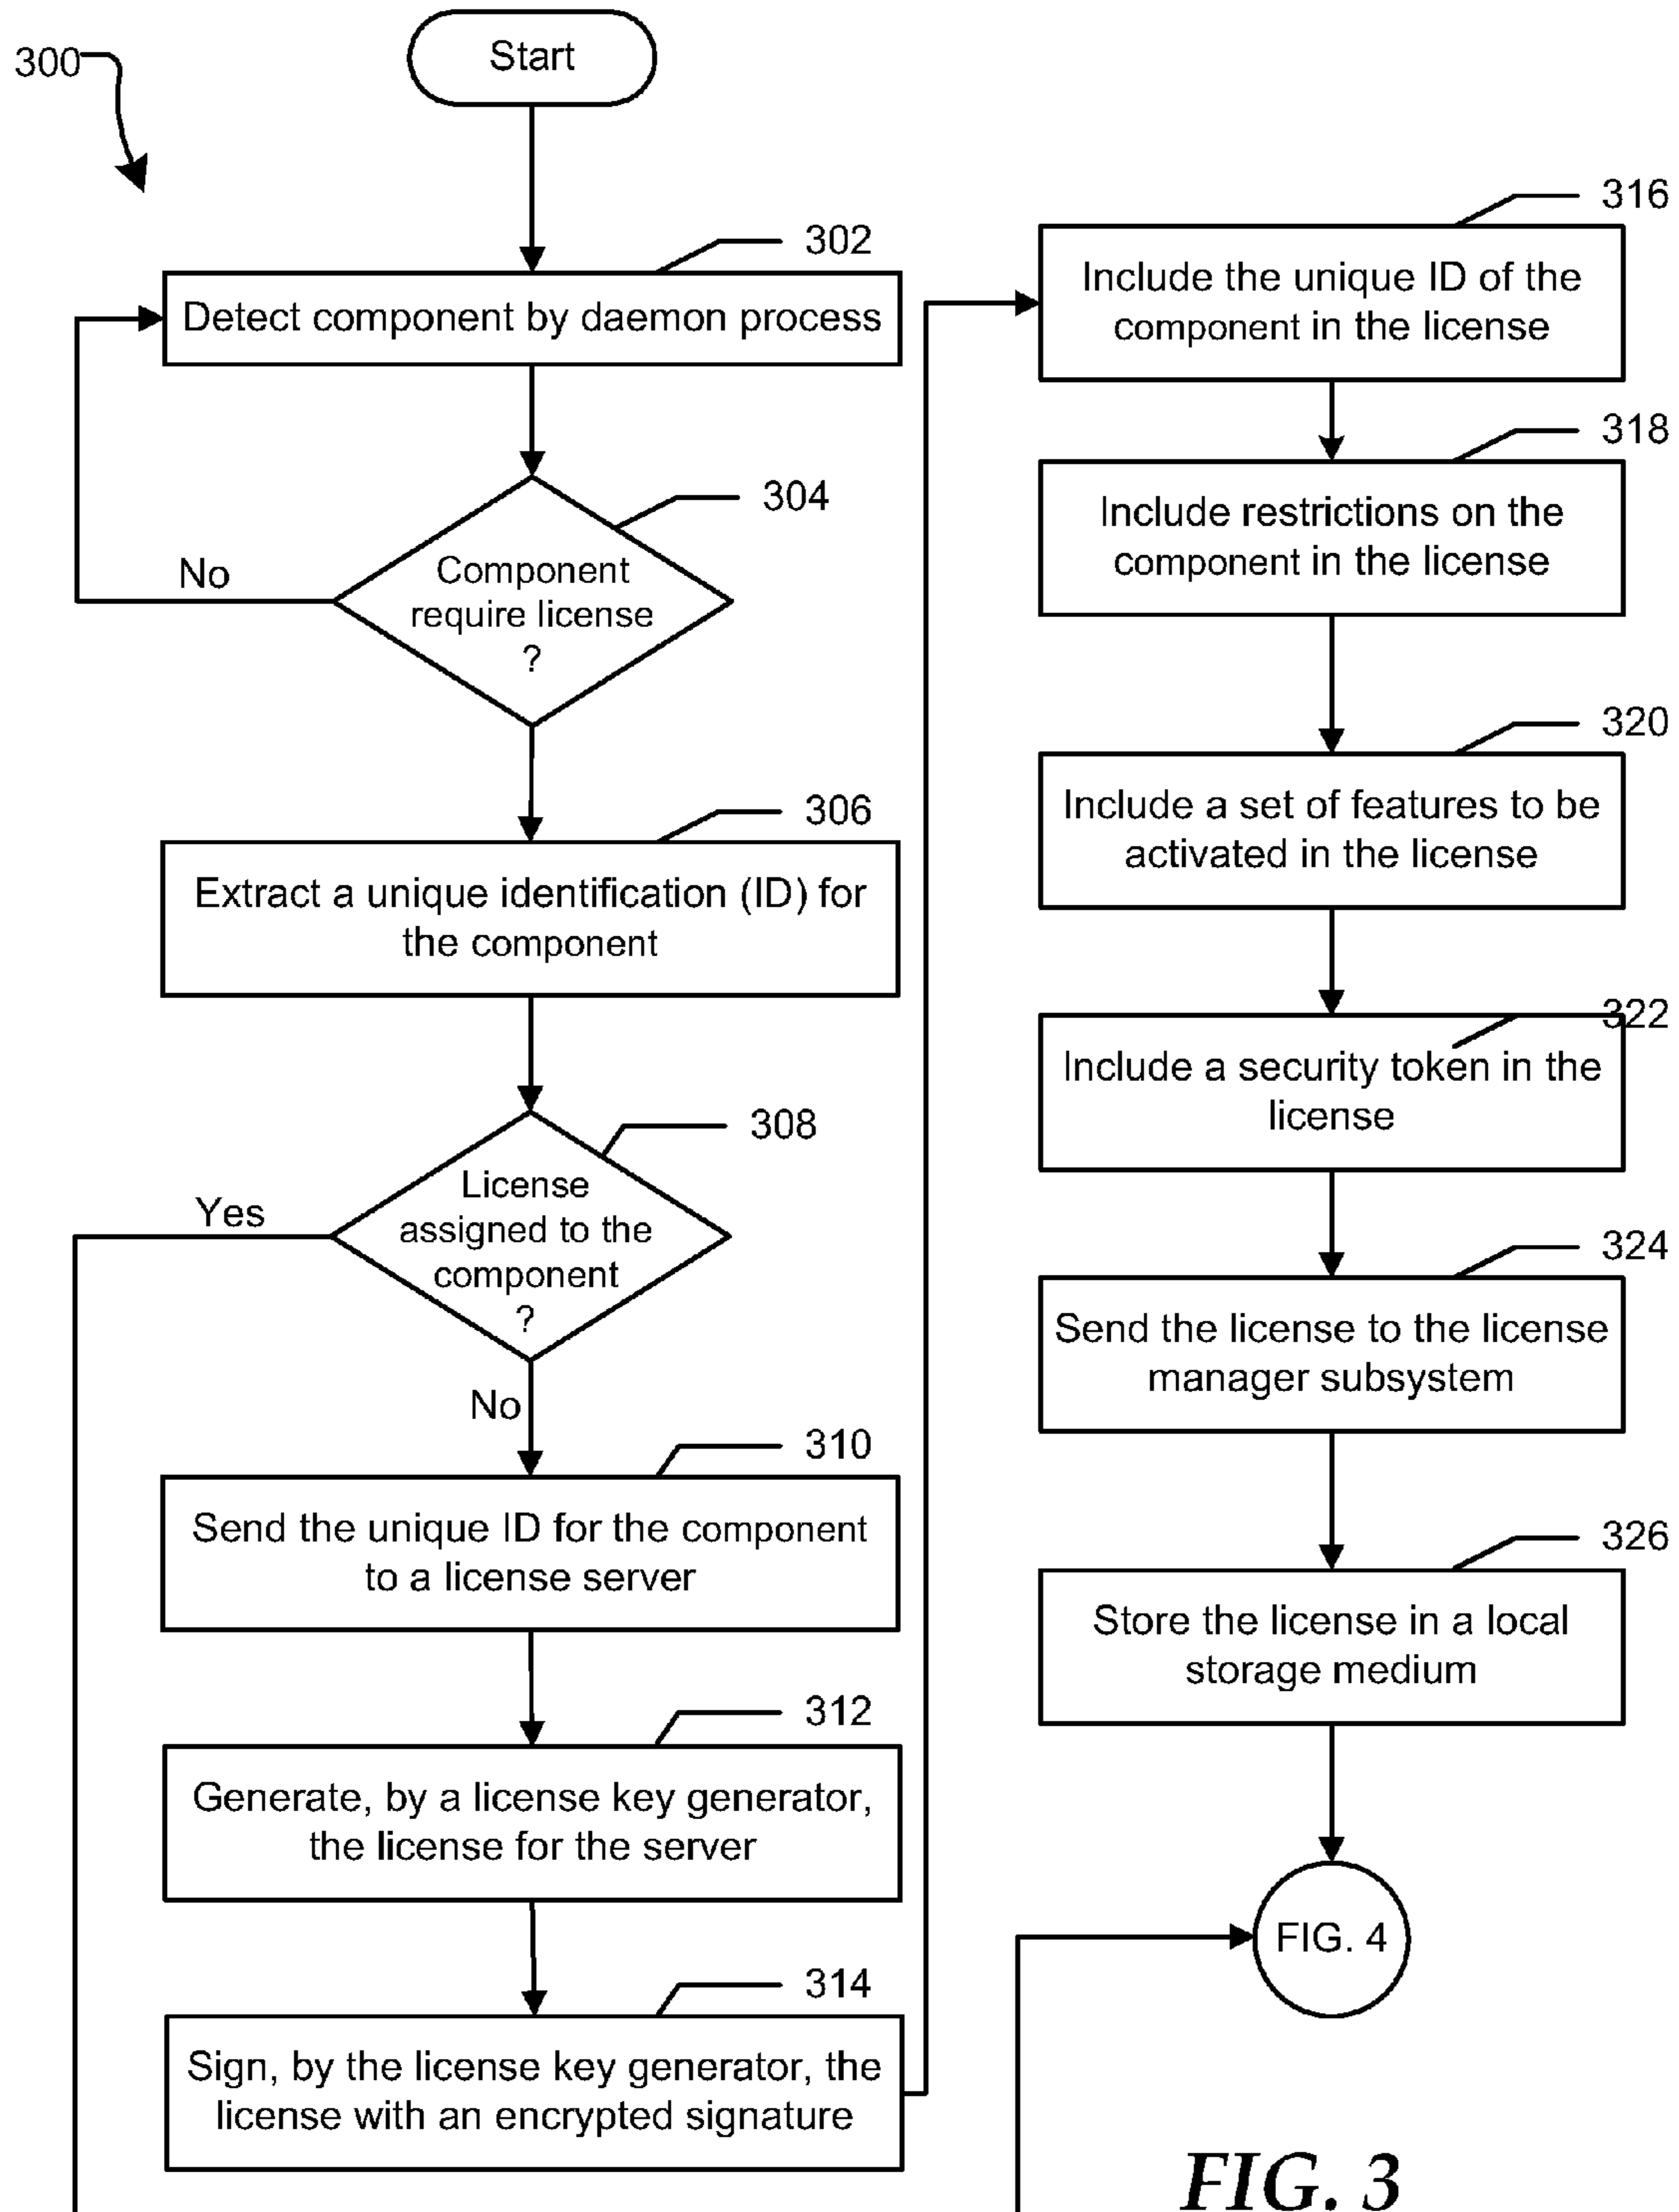 300
Start
302
Detect component by daemon process
304
Component
require license
?
No
306
Extract a unique identification (ID) for
the component
308
License
assigned to the
component
?
Yes
No
310
Send the unique ID for the component
to a license server
312
Generate, by a license key generator,
the license for the server
314
Sign, by the license key generator, the
license with an encrypted signature
316
Include the unique ID of the
component in the license
318
Include restrictions on the
component in the license
320
Include a set of features to be
activated in the license
322
Include a security token in the
license
324
Send the license to the license
manager subsystem
326
Store the license in a local
storage medium
FIG. 4
FIG. 3